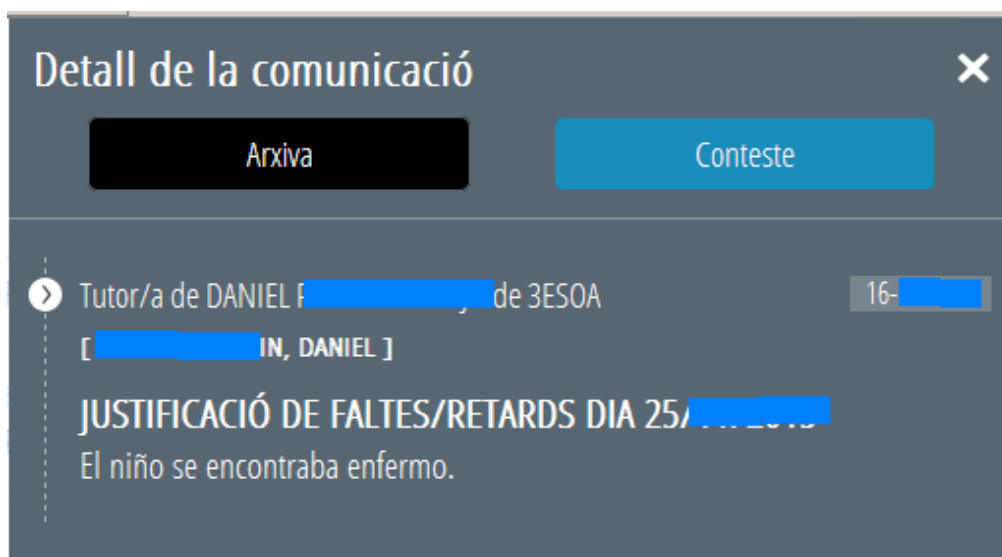 Detall de la comunicació
Arxiva
Conteste
Tutor/a de DANIEL de 3ESOA
16-
[ IN, DANIEL ]
JUSTIFICACIÓ DE FALTES/RETARDS DIA 25/
El niño se encontraba enfermo.